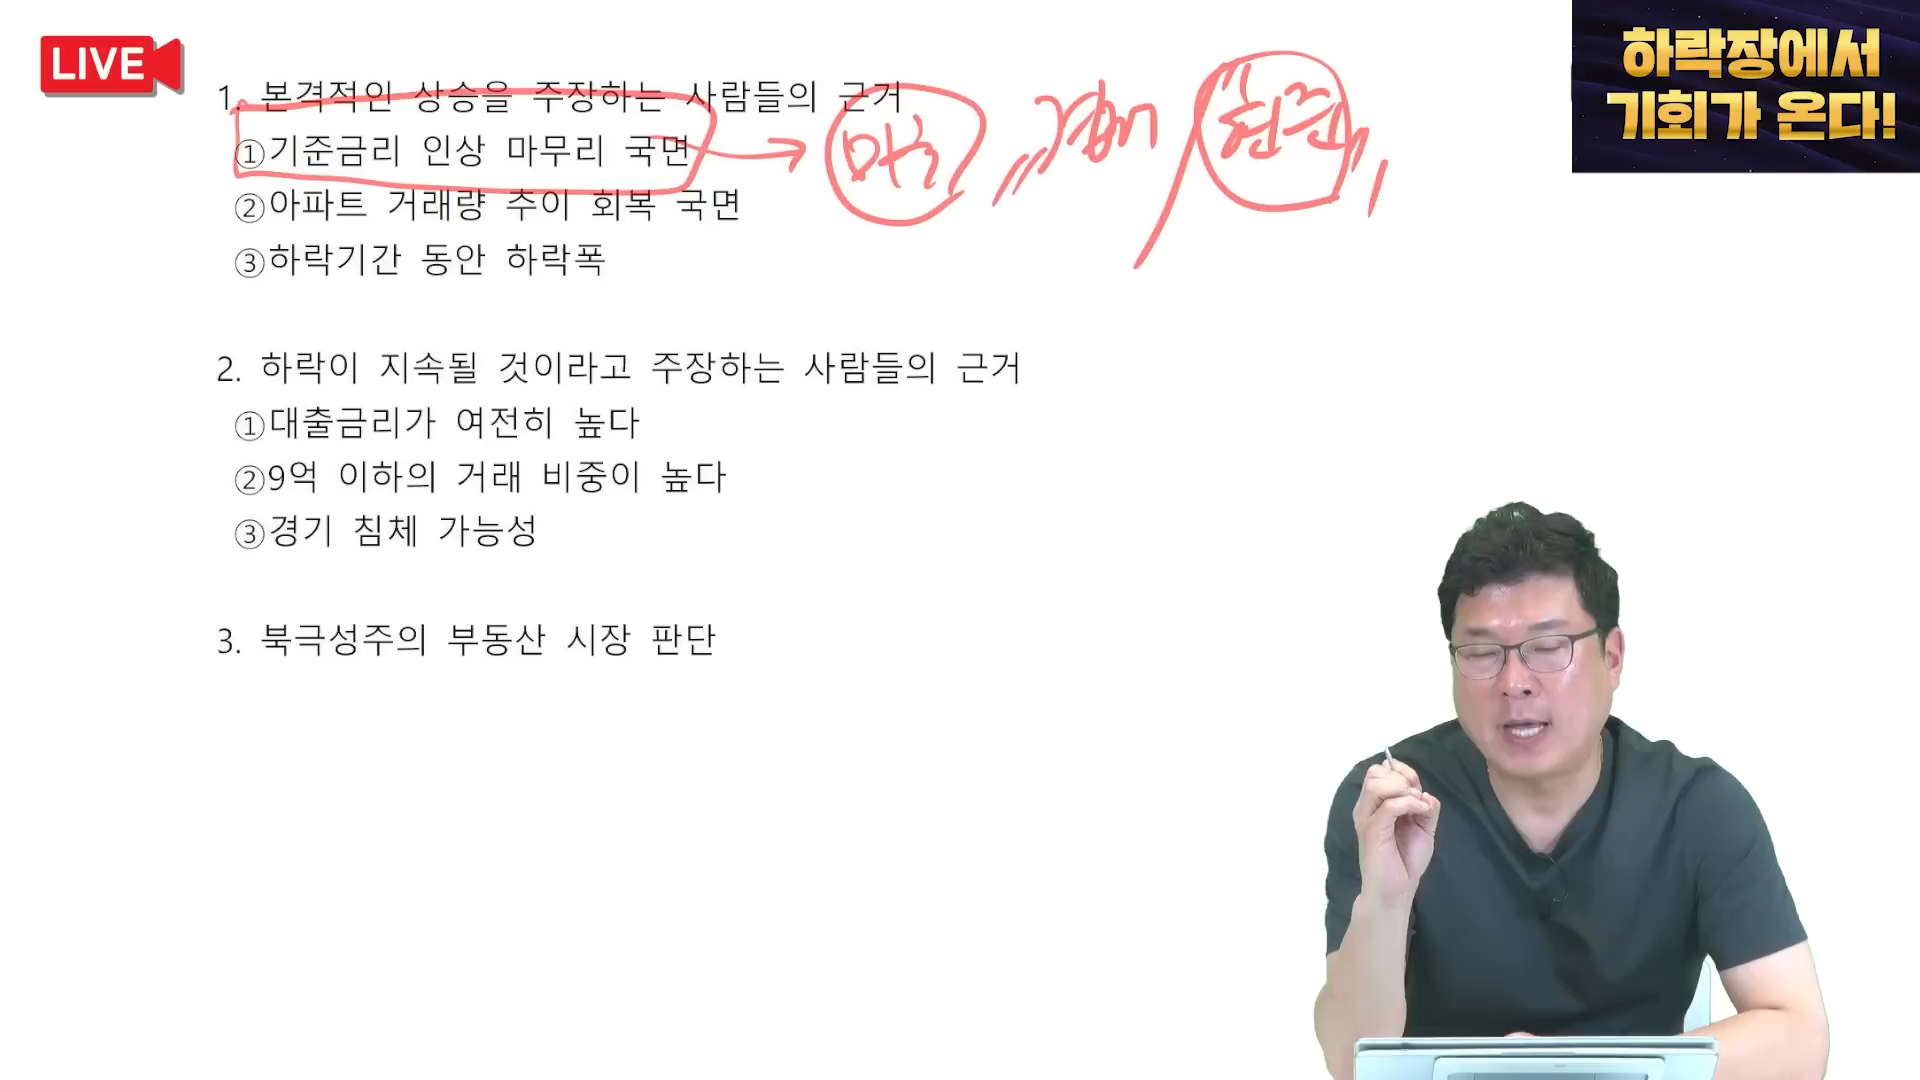 LIVE
하락장에서
기회가 온다!
1. 본격적인 상승을 주장하는 사람들의 근거
①기준금리 인상 마무리 국면
②아파트 거래량 추이 회복 국면
③하락기간 동안 하락폭
2. 하락이 지속될 것이라고 주장하는 사람들의 근거
①대출금리가 여전히 높다
②9억 이하의 거래 비중이 높다
③경기 침체 가능성
3. 북극성주의 부동산 시장 판단